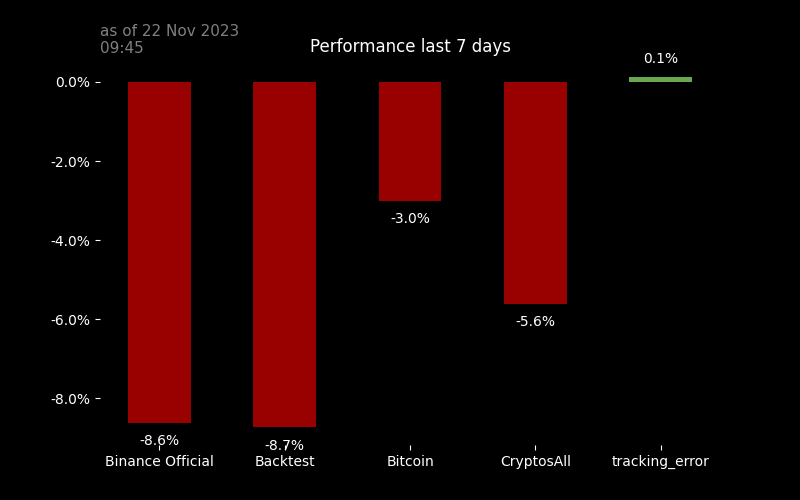 as of 22 Nov 2023
09:45
Performance last 7 days
0.1%
0.0%
-2.0%
-3.0%
-4.0%
-5.6%
-6.0%
-8.0%
-8.6%
-8.7%
Binance Official
Backtest
Bitcoin
CryptosAll
tracking_error